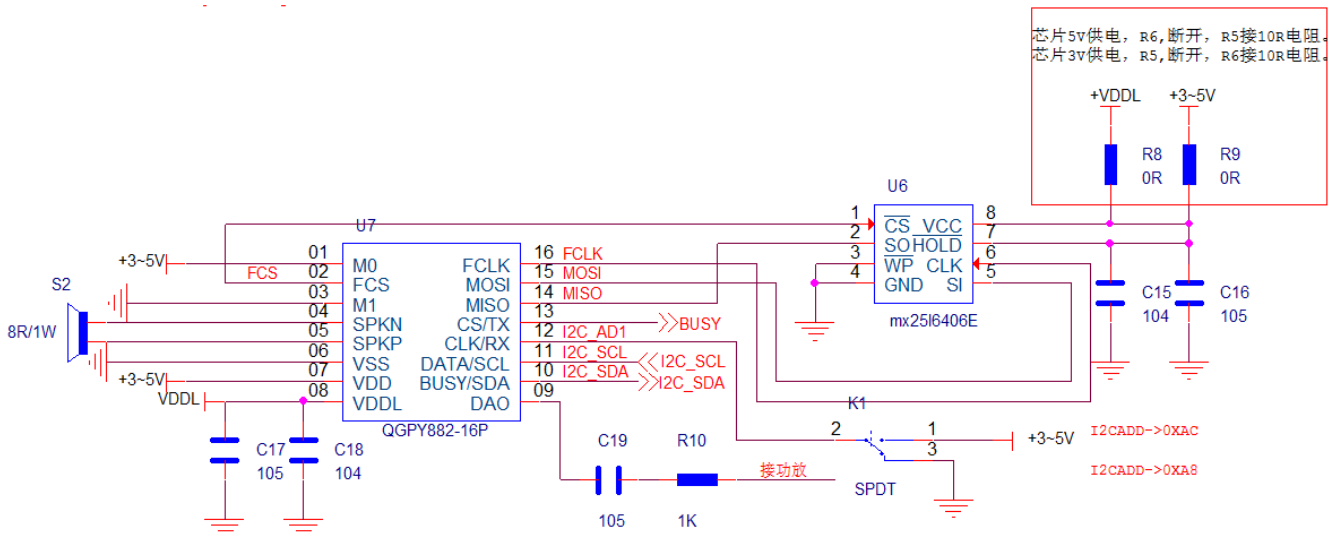 芯片5V供电，R6,断开，R5接10R电阻。
芯片3V供电，R5,断开，R6接10R电阻。
+VDDL +3~5V
R8 R9
0R 0R
U6
1 CS VCC 8
2 SO HOLD 7
3 WP CLK 6
4 GND SI 5
mx25l6406E
C15 C16
104 105
U7
+3~5V 01 M0 FCLK 16 FCLK
FCS 02 FCS MOSI 15 MOSI
03 M1 MISO 14 MISO
S2 04 SPKN CS/TX 13 BUSY
8R/1W 05 SPKP CLK/RX 12 I2C_AD1
06 VSS DATA/SCL 11 I2C_SCL I2C_SCL
+3~5V 07 VDD BUSY/SDA 10 I2C_SDA I2C_SDA
VDDL 08 VDDL DAO 09
QGPY882-16P
K1
2 1 +3~5V I2CADD->0XAC
3 I2CADD->0XA8
SPDT
C17 C18
105 104
C19 R10 接功放
105 1K